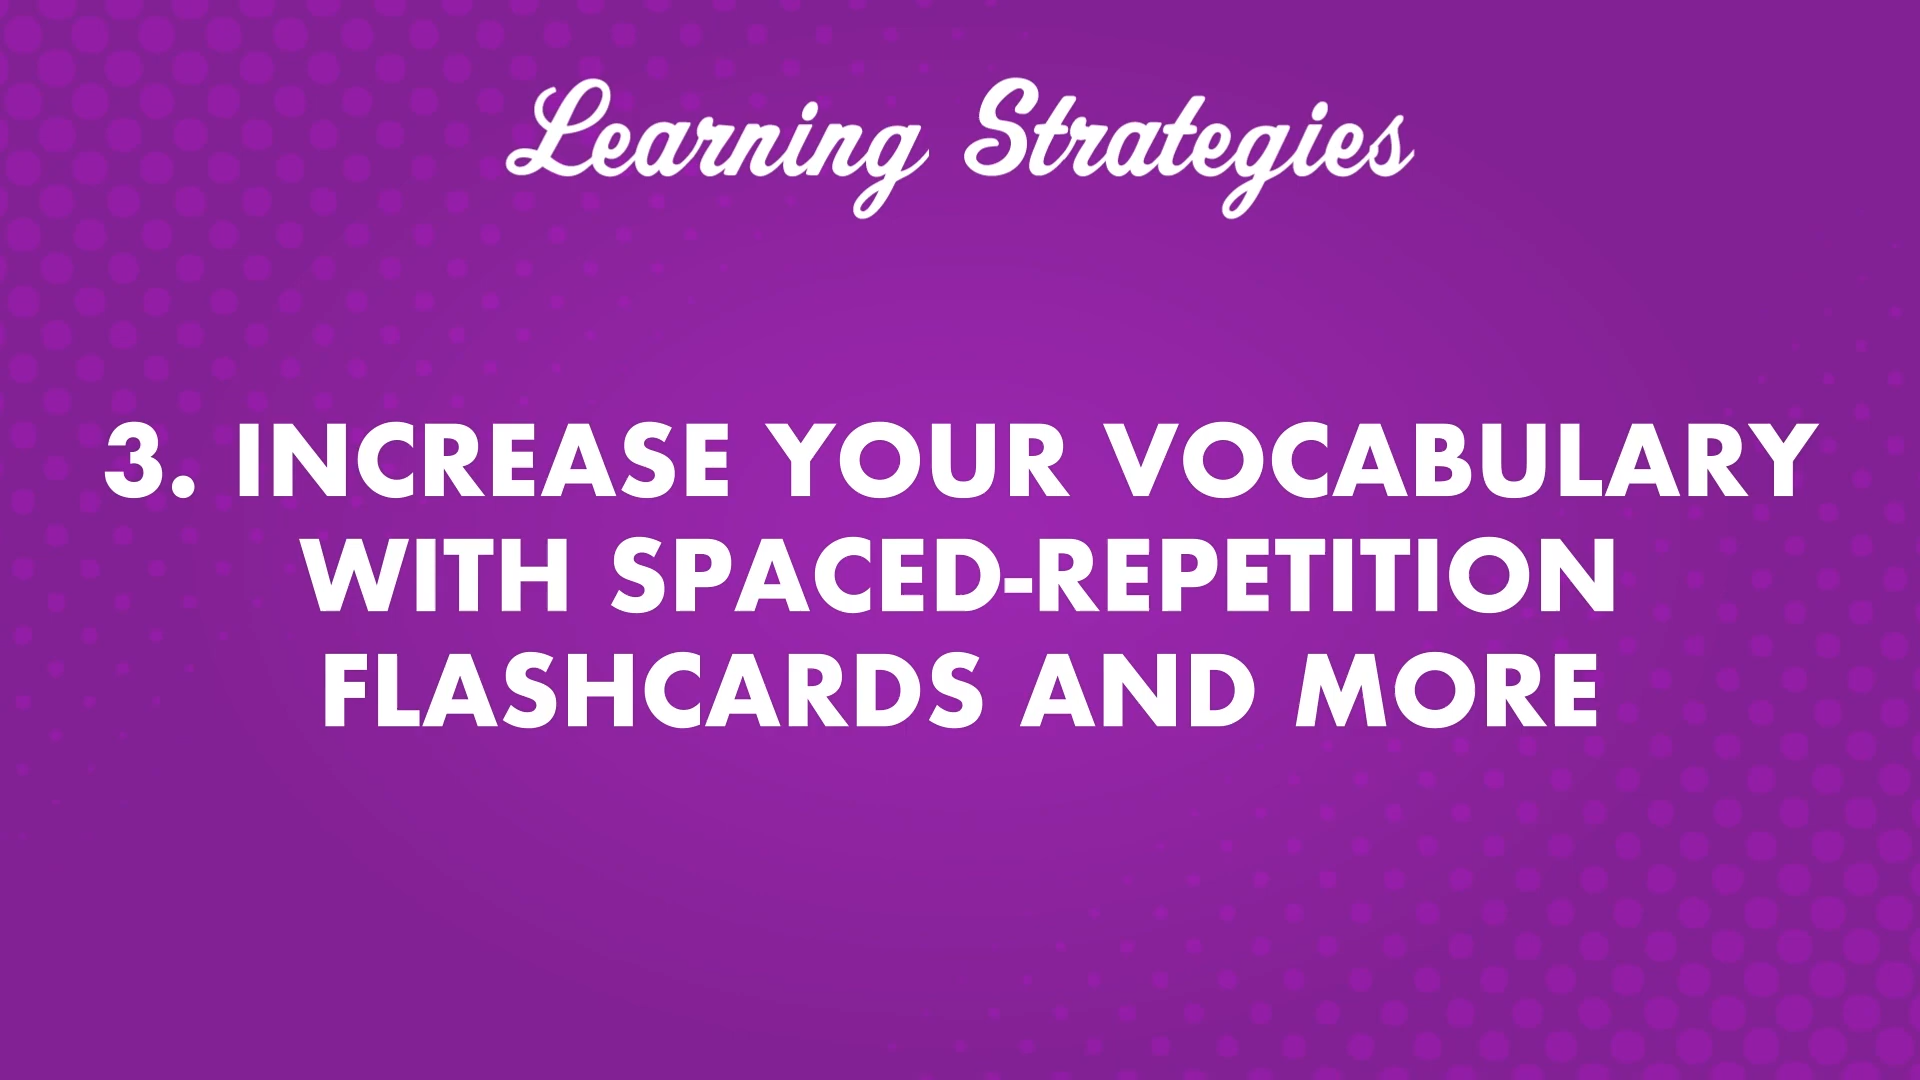 Learning Strategies
3. INCREASE YOUR VOCABULARY
WITH SPACED-REPETITION
FLASHCARDS AND MORE